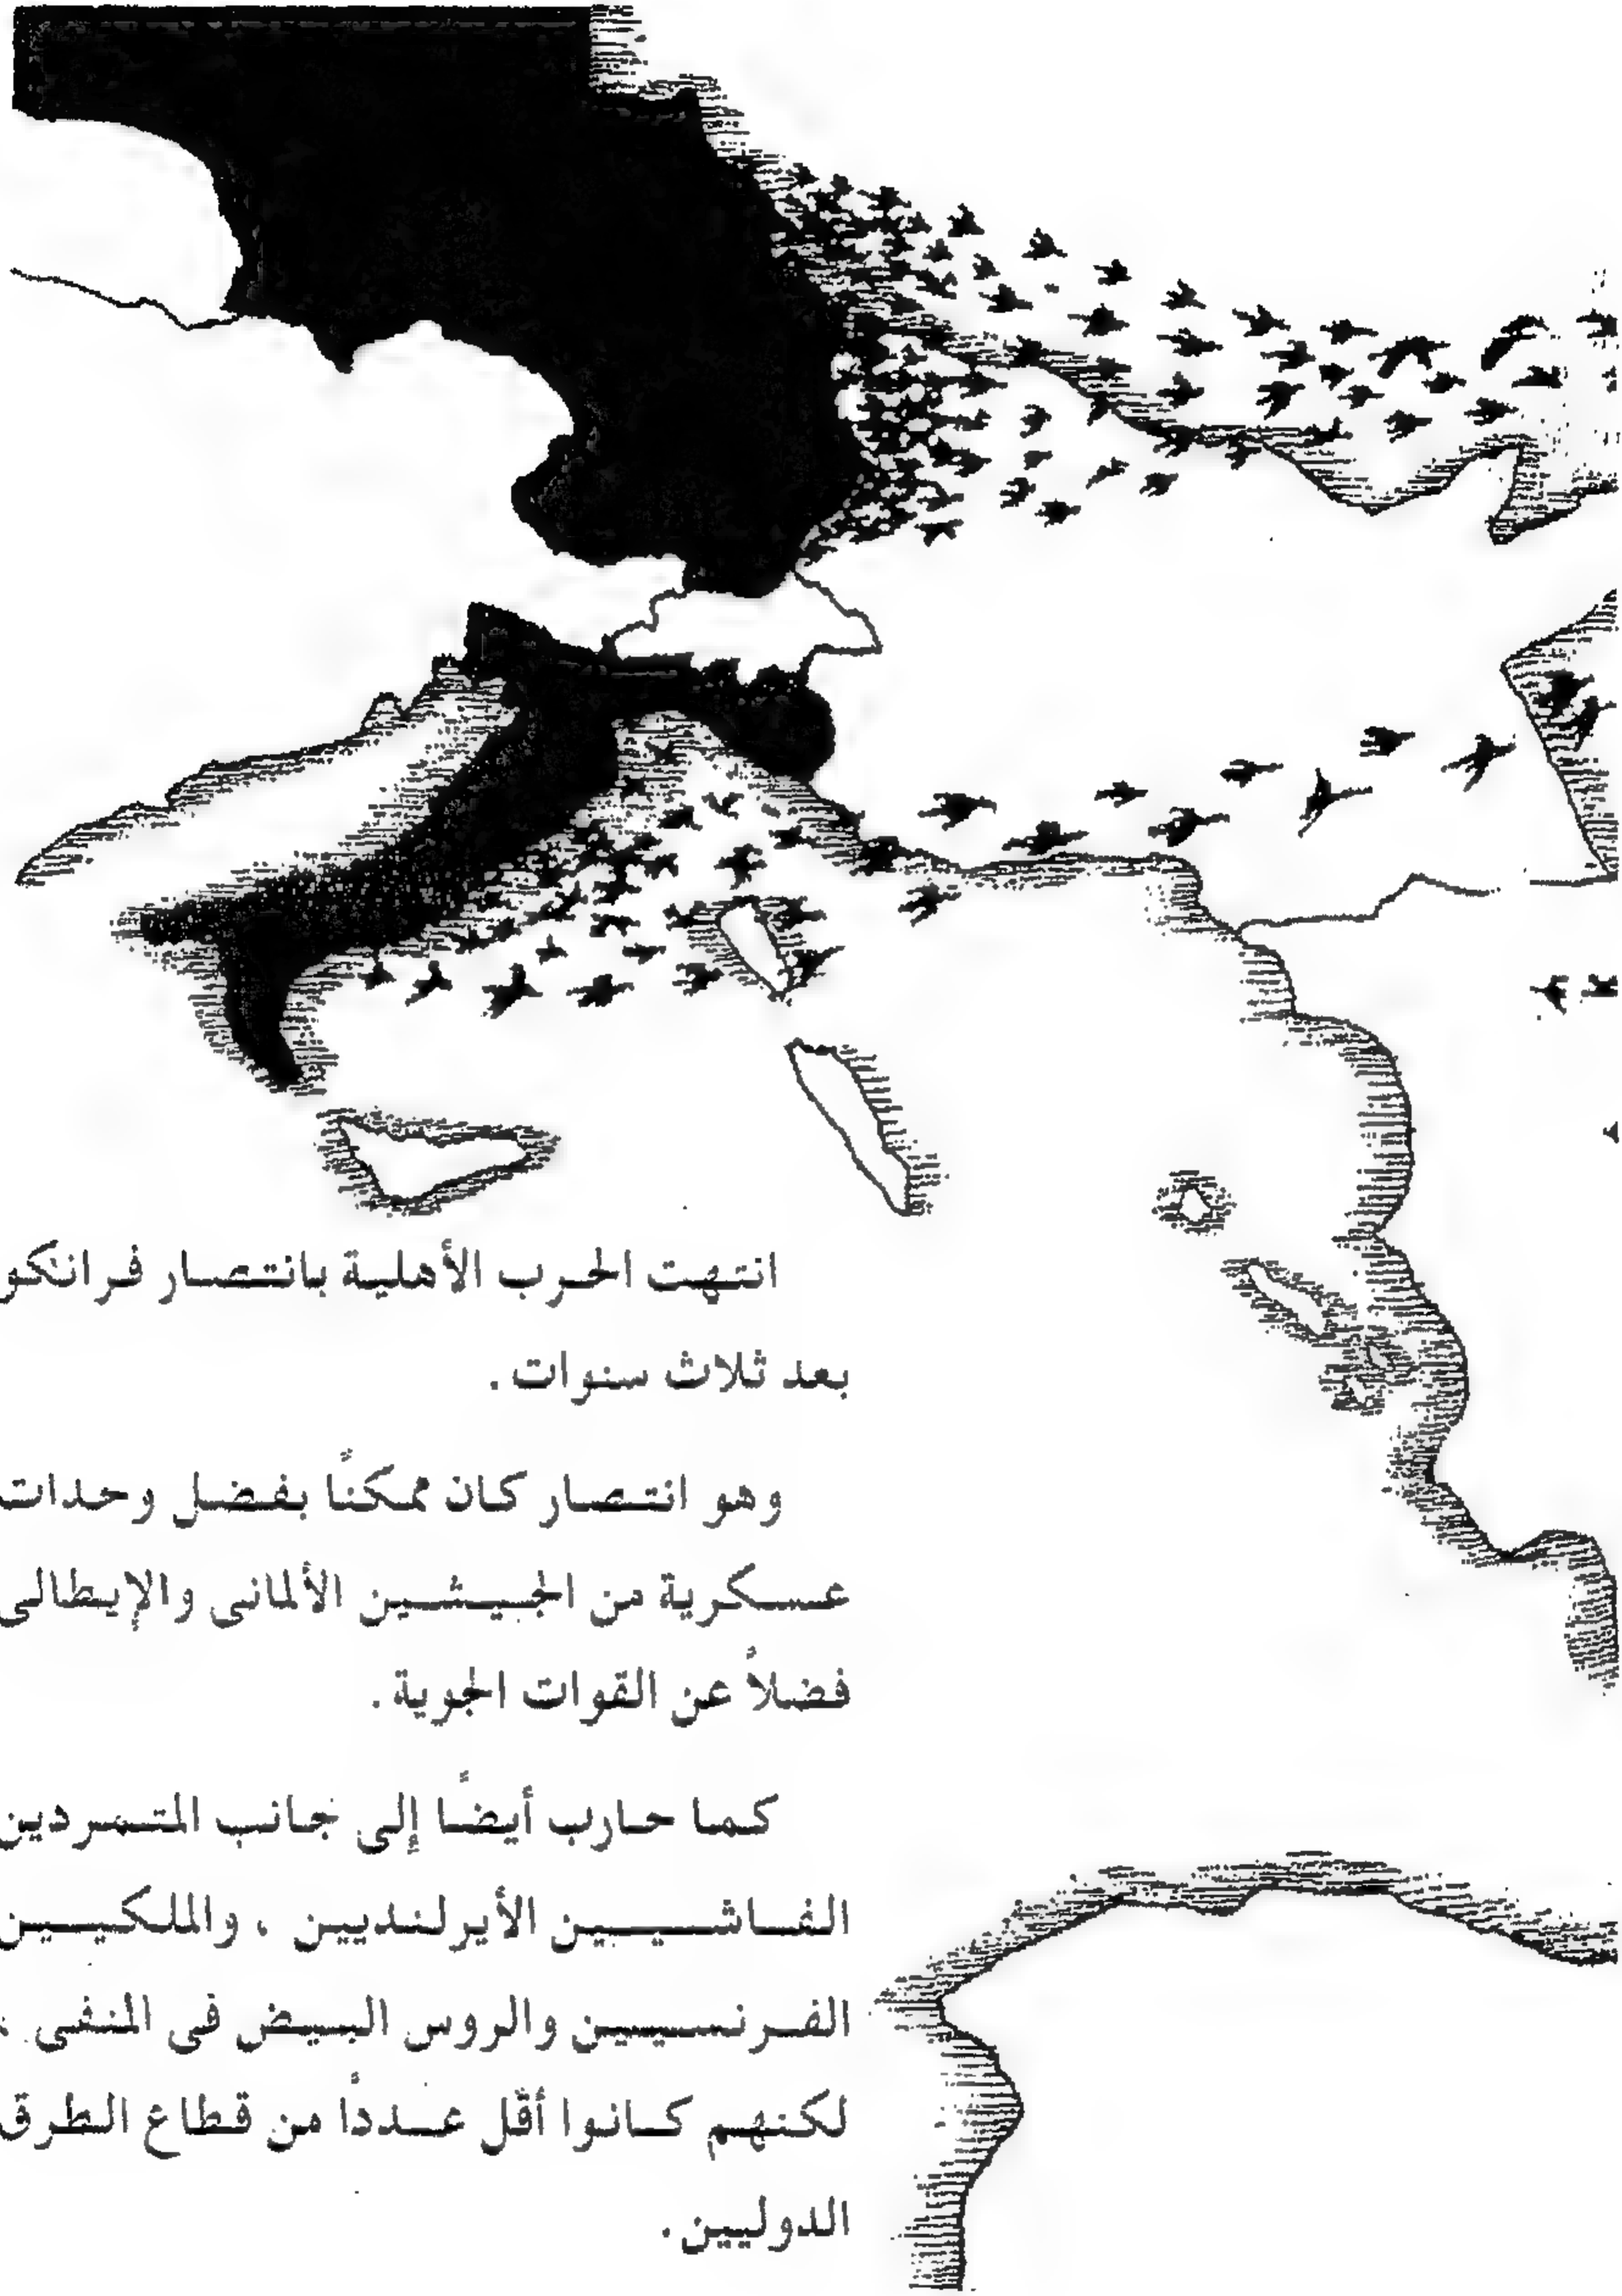 انتهت الحرب الأهلية بانتصار فرانكو
بعد ثلاث سنوات .
وهو انتصار كان ممكنًا بفضل وحدات
عسكرية من الجيشين الألمانى والإيطالى
فضلاً عن القوات الجوية .
كما حارب أيضًا إلى جانب المتمردين
الفاشيين الأيرلنديين ، والملكيين
الفرنسيين والروس البيض فى المنفى ،
لكنهم كانوا أقل عددًا من قطاع الطرق
الدوليين .